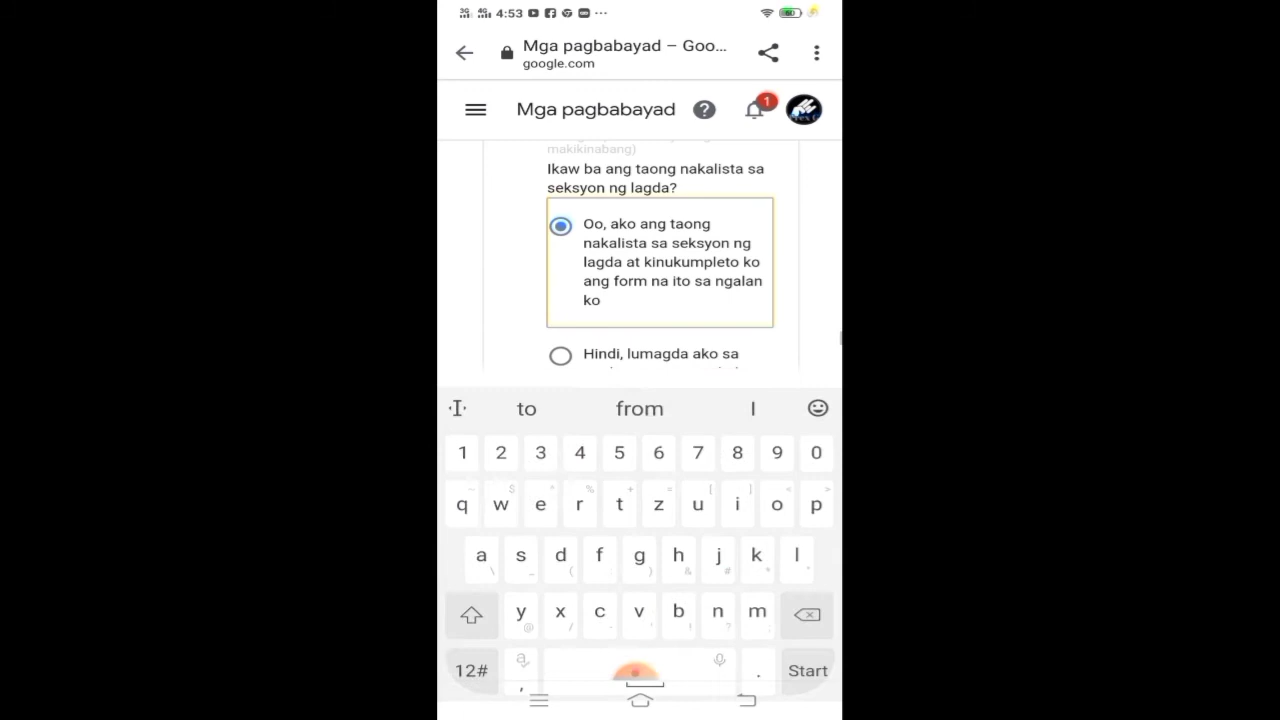 3G 4G 4:53
Mga pagbabayad – Goo...
google.com
Mga pagbabayad ? 1
makikinabang)
Ikaw ba ang taong nakalista sa
seksyon ng lagda?
Oo, ako ang taong
nakalista sa seksyon ng
lagda at kinukumpleto ko
ang form na ito sa ngalan
ko
Hindi, lumagda ako sa
to from I
1 2 3 4 5 6 7 8 9 0
q w e r t z u i o p
a s d f g h j k l
y x c v b n m
12# , . Start